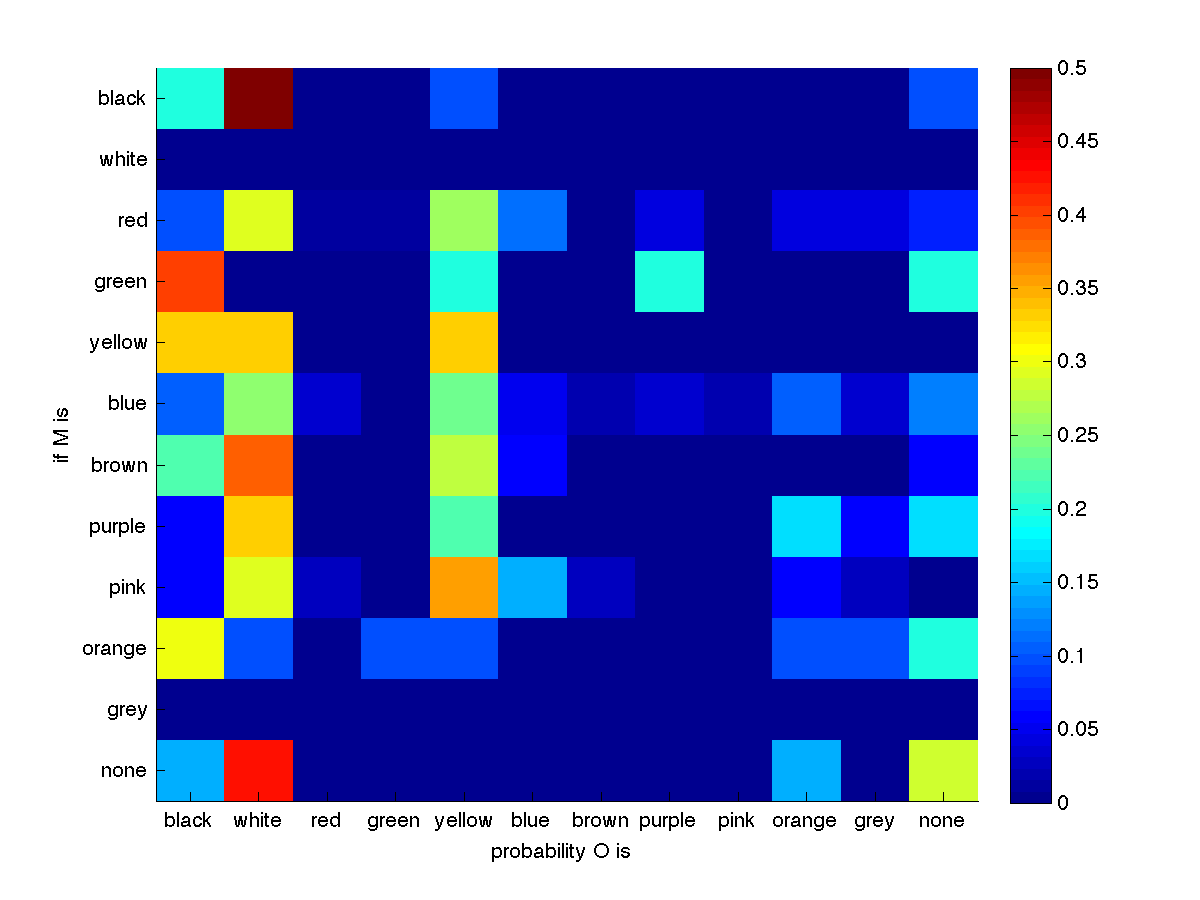 black
white
red
green
yellow
blue
brown
purple
pink
orange
grey
none
if M is
black white red green yellow blue brown purple pink orange grey none
probability O is
0.5
0.45
0.4
0.35
0.3
0.25
0.2
0.15
0.1
0.05
0